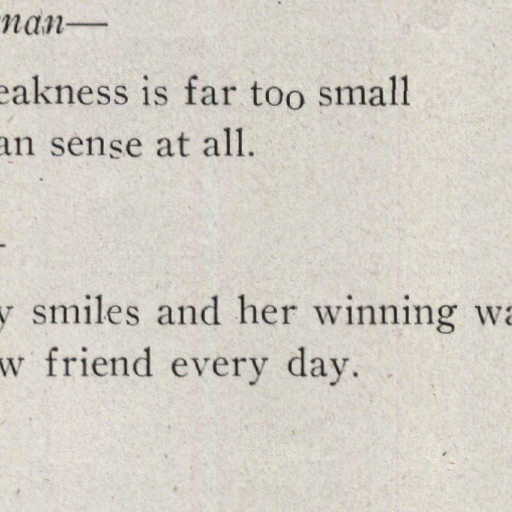 nan—
eakness is far too small
an sense at all.
-
y smiles and her winning wa
w friend every day.